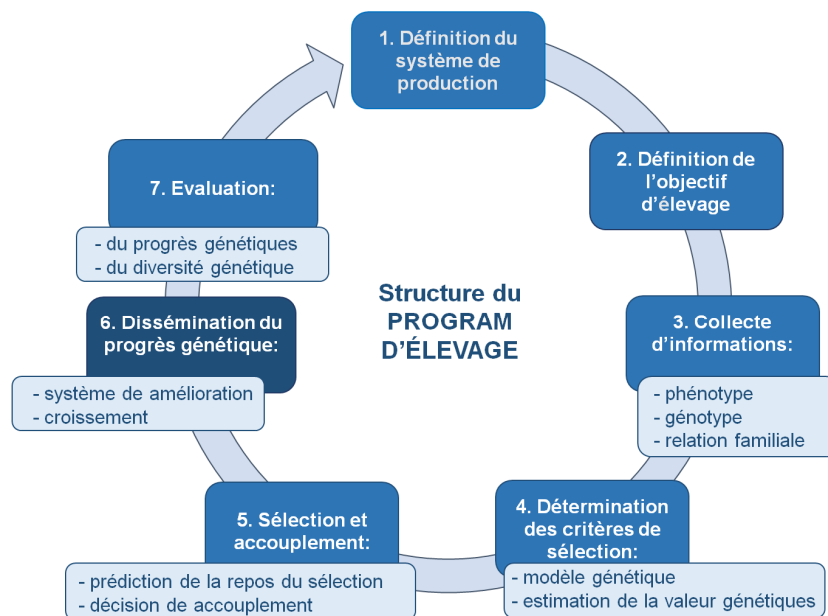 1. Définition du
système de
production
2. Définition de
l'objectif
d'élevage
3. Collecte
d'informations:
- phénotype
- génotype
- relation familiale
4. Détermination
des critères de
sélection:
- modèle génétique
- estimation de la valeur génétiques
5. Sélection et
accouplement:
- prédiction de la repos du sélection
- décision de accouplement
6. Dissémination du
progrès génétique:
- système de amélioration
- croissement
7. Evaluation:
- du progrès génétiques
- du diversité génétique
Structure du
PROGRAM
D'ÉLEVAGE